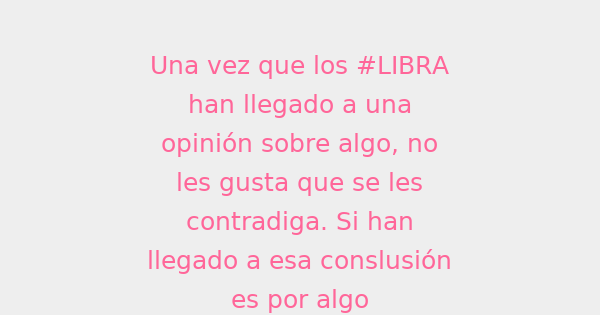 Una vez que los #LIBRA
han llegado a una
opinión sobre algo, no
les gusta que se les
contradiga. Si han
llegado a esa conslusión
es por algo